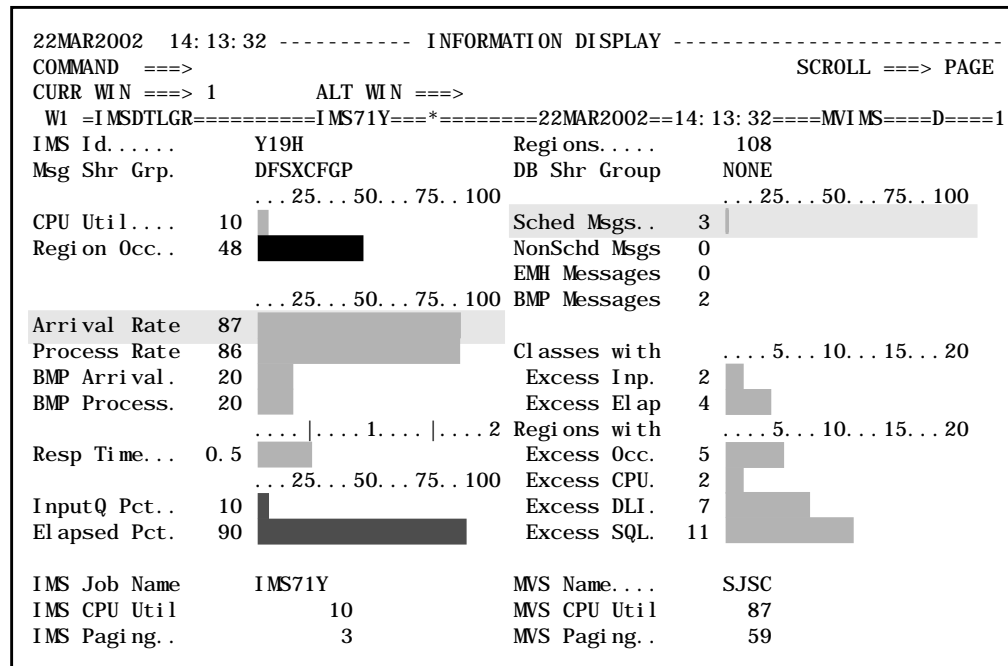 22MAR2002  14:13:32 ----------- INFORMATION DISPLAY ---------------------------
COMMAND  ===>                                                 SCROLL ===> PAGE
CURR WIN ===> 1         ALT WIN ===>
 W1 =IMSDTLGR==========IMS71Y===*========22MAR2002==14:13:32====MVIMS====D====1
IMS Id......     Y19H                  Regions.....     108
Msg Shr Grp.     DFSXCFGP              DB Shr Group    NONE
                 ...25...50...75..100                  ...25...50...75..100
CPU Util....  10                       Sched Msgs..   3
Region Occ..  48                       NonSchd Msgs   0
                                       EMH Messages   0
                 ...25...50...75..100  BMP Messages   2
Arrival Rate  87
Process Rate  86                       Classes with    ....5...10...15...20
BMP Arrival.  20                        Excess Inp.   2
BMP Process.  20                        Excess Elap   4
                 ....|....1....|....2  Regions with    ....5...10...15...20
Resp Time... 0.5                        Excess Occ.   5
                 ...25...50...75..100   Excess CPU.   2
InputQ Pct..  10                        Excess DLI.   7
Elapsed Pct.  90                        Excess SQL.  11
IMS Job Name     IMS71Y                MVS Name....    SJSC
IMS CPU Util         10                MVS CPU Util      87
IMS Paging..          3                MVS Paging..      59